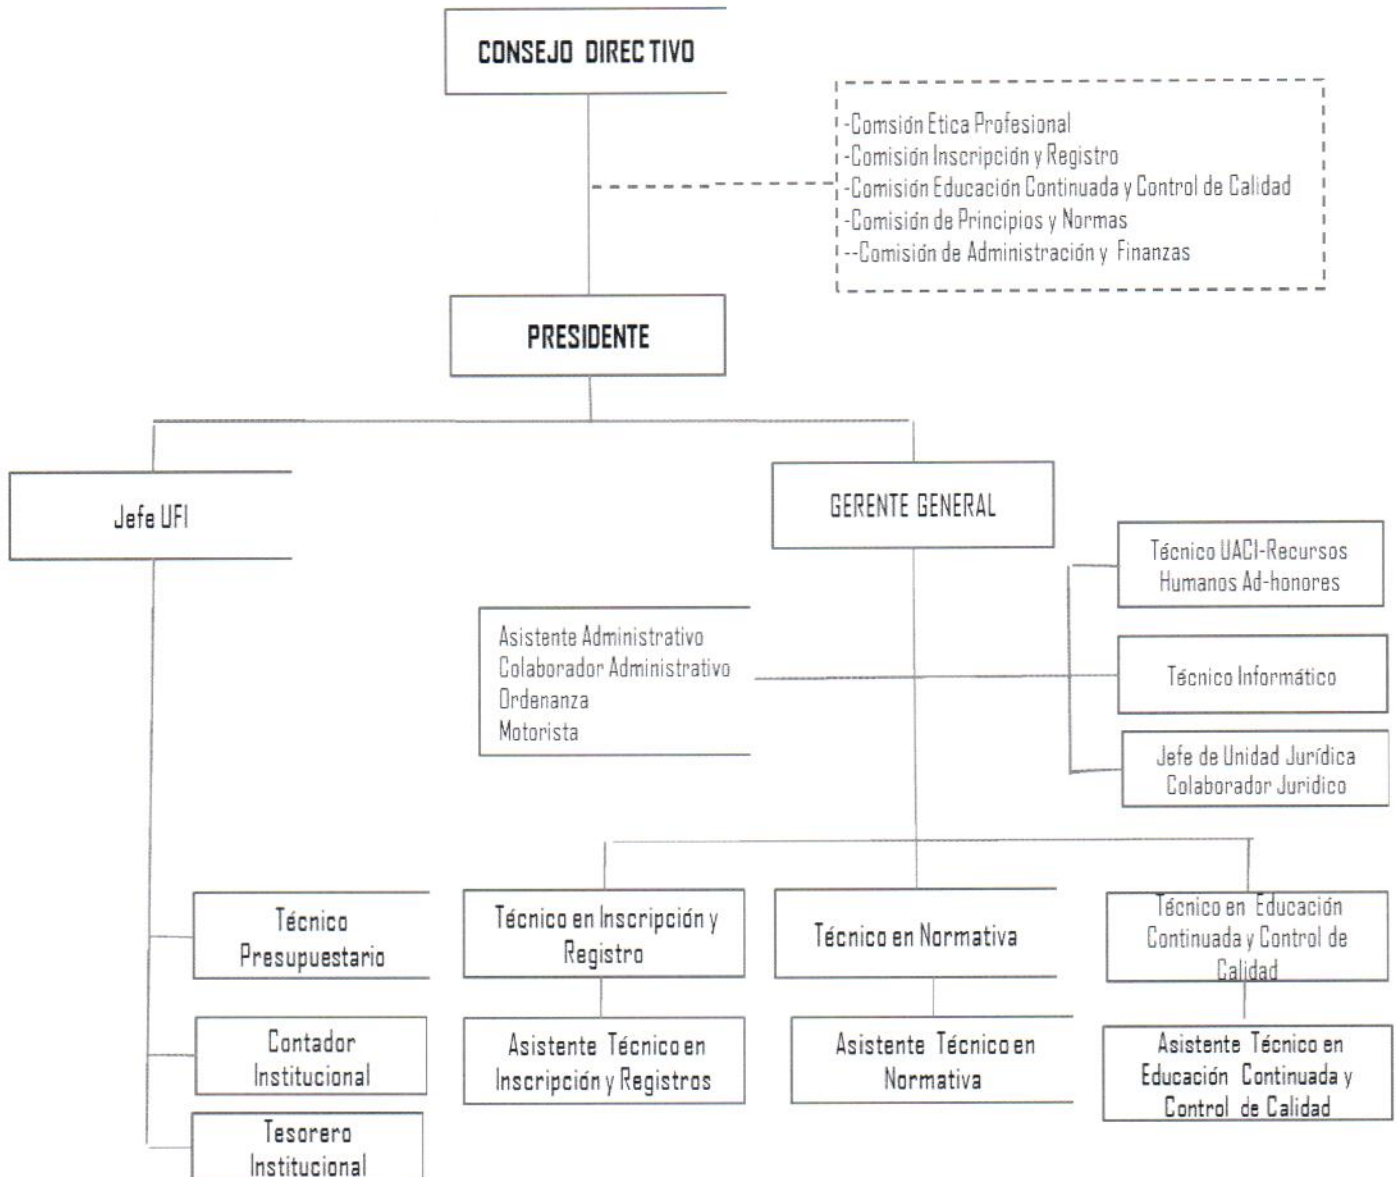 CONSEJO DIRECTIVO
-Comsión Etica Profesional
-Comisión Inscripción y Registro
-Comisión Educación Continuada y Control de Calidad
-Comisión de Principios y Normas
--Comisión de Administración y Finanzas
PRESIDENTE
Jefe UFI
GERENTE GENERAL
Técnico UACI-Recursos
Humanos Ad-honores
Asistente Administrativo
Colaborador Administrativo
Ordenanza
Motorista
Técnico Informático
Jefe de Unidad Jurídica
Colaborador Juridico
Técnico
Presupuestario
Técnico en Inscripción y
Registro
Técnico en Normativa
Técnico en Educación
Continuada y Control de
Calidad
Contador
Institucional
Asistente Técnico en
Inscripción y Registros
Asistente Técnico en
Normativa
Asistente Técnico en
Educación Continuada y
Control de Calidad
Tesorero
Institucional